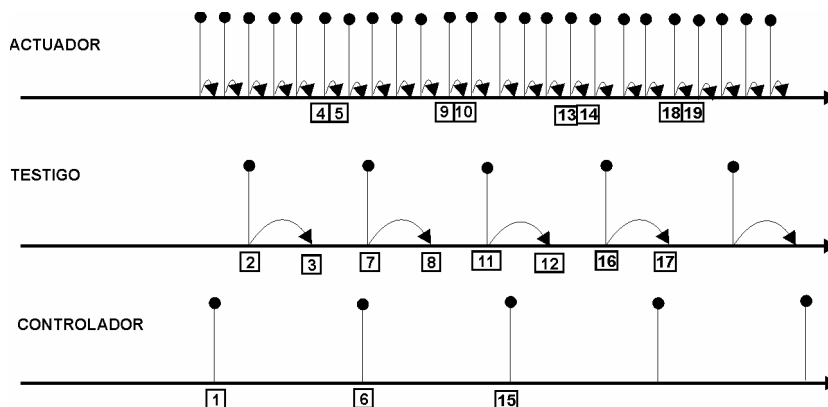 ACTUADOR
4 5 9 10 13 14 18 19
TESTIGO
2 3 7 8 11 12 16 17
CONTROLADOR
1 6 15